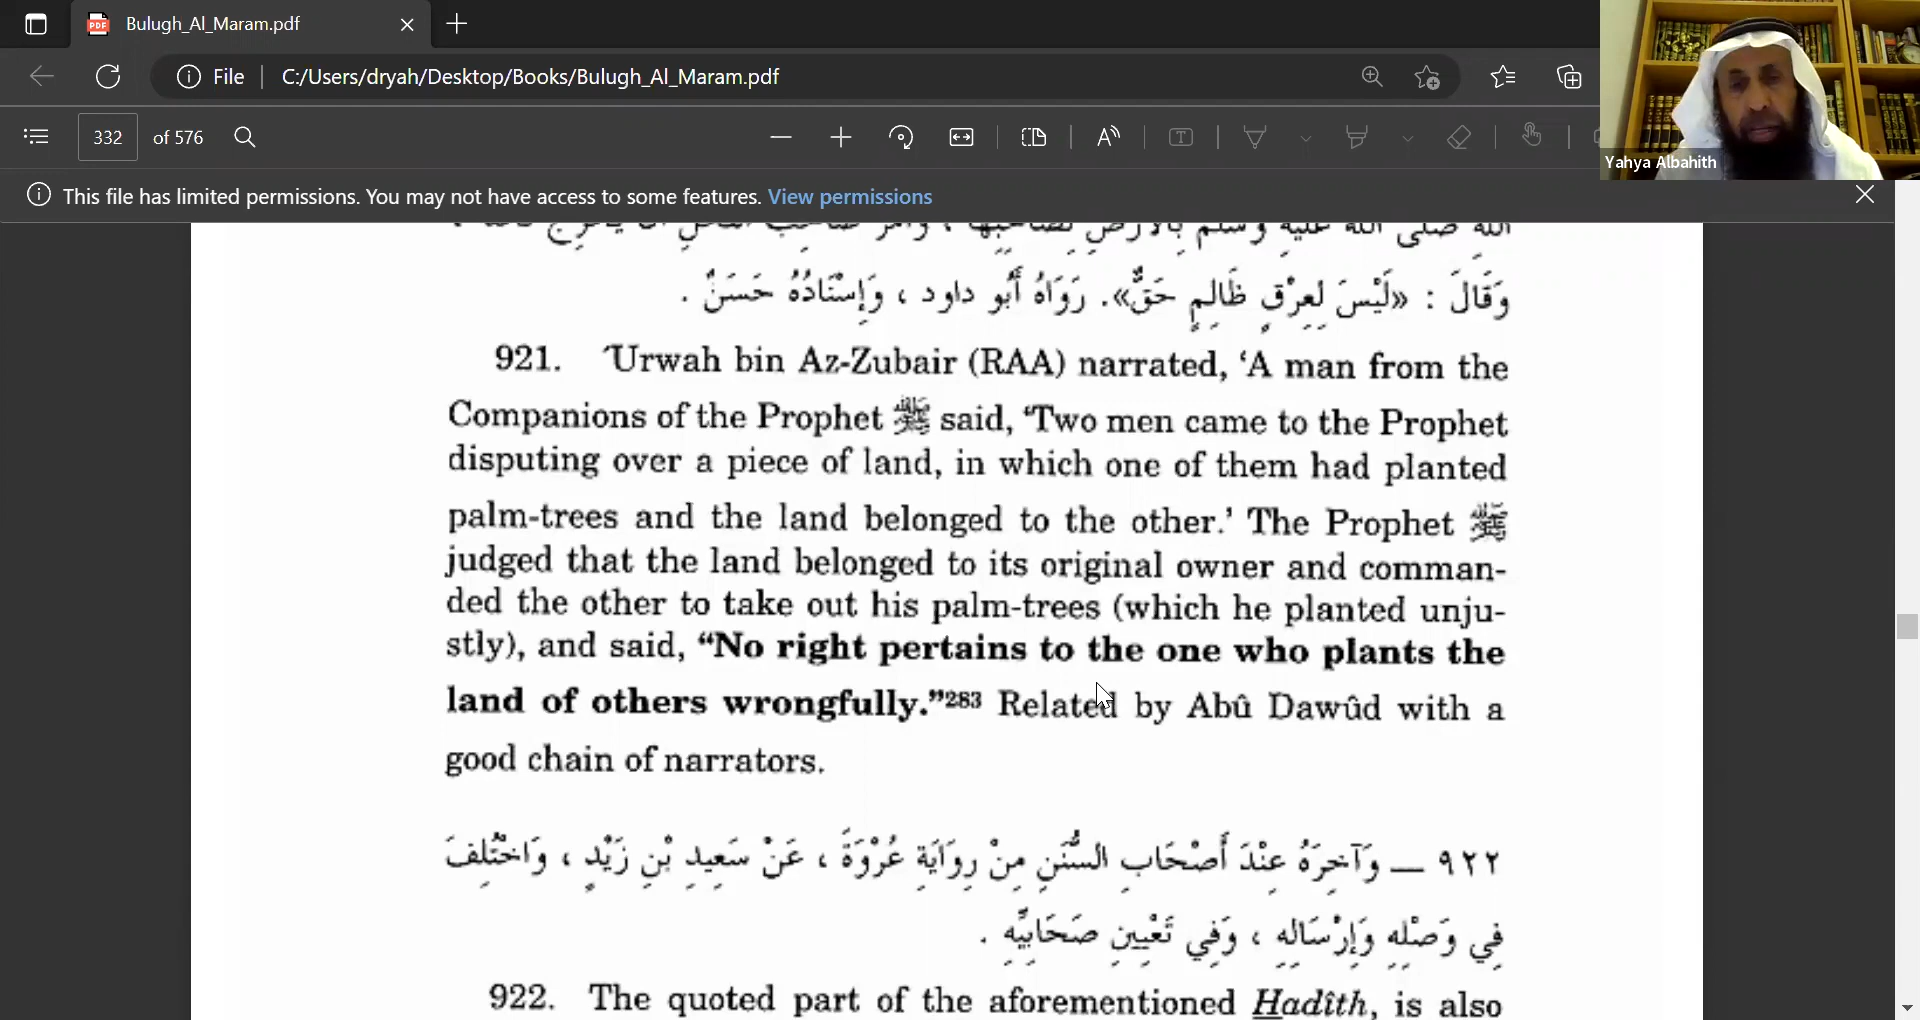 Bulugh_Al_Maram.pdf
File C:/Users/dryah/Desktop/Books/Bulugh_Al_Maram.pdf
332 of 576
Yahya Albahith
This file has limited permissions. You may not have access to some features. View permissions
اللَّهِ صَلَّى اللَّهُ عَلَيْهِ وَسَلَّمَ بِالأَرْضِ لِصَاحِبِهَا ، وَأَمَرَ صَاحِبَ النَّخْلِ أَنْ يُخْرِجَ نَخْلَهُ ،
وَقَالَ : «لَيْسَ لِعِرْقٍ ظَالِمٍ حَقٌّ». رَوَاهُ أَبُو داود ، وَإِسْنَادُهُ حَسَنٌ .
921. ‘Urwah bin Az-Zubair (RAA) narrated, ‘A man from the
Companions of the Prophet ﷺ said, ‘Two men came to the Prophet
disputing over a piece of land, in which one of them had planted
palm-trees and the land belonged to the other.’ The Prophet ﷺ
judged that the land belonged to its original owner and comman-
ded the other to take out his palm-trees (which he planted unju-
stly), and said, “No right pertains to the one who plants the
land of others wrongfully.”283 Related by Abû Dawûd with a
good chain of narrators.
٩٢٢ — وَآخِرَهُ عِنْدَ أَصْحَابِ السُّنَنِ مِنْ رِوَايَةِ عُرْوَةَ ، عَنْ سَعِيدِ بْنِ زَيْدٍ ، وَاخْتُلِفَ
فِي وَصْلِهِ وَإِرْسَالِهِ ، وَفِي تَعْيِينِ صَحَابِيِّهِ .
922. The quoted part of the aforementioned Hadîth, is also